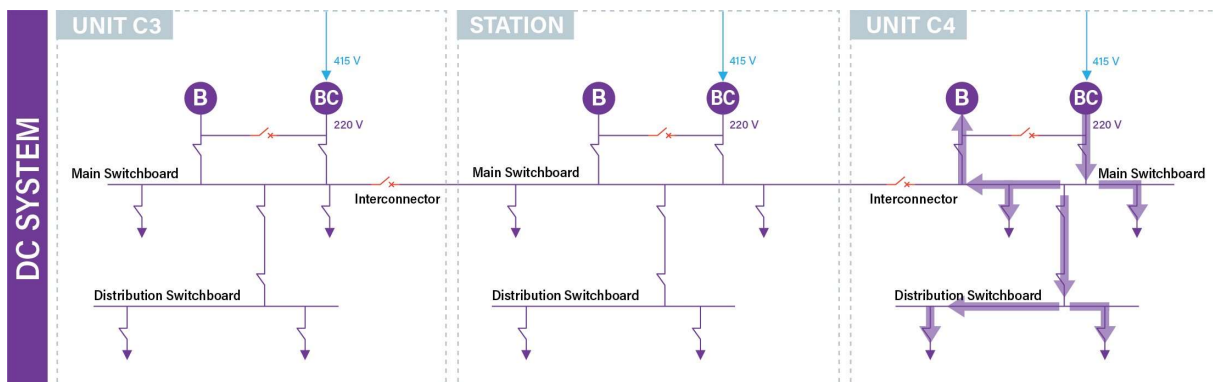 DC SYSTEM
UNIT C3
415 V
B
BC
220 V
Main Switchboard
Interconnector
Distribution Switchboard
STATION
415 V
B
BC
220 V
Main Switchboard
Interconnector
Distribution Switchboard
UNIT C4
415 V
B
BC
220 V
Main Switchboard
Distribution Switchboard